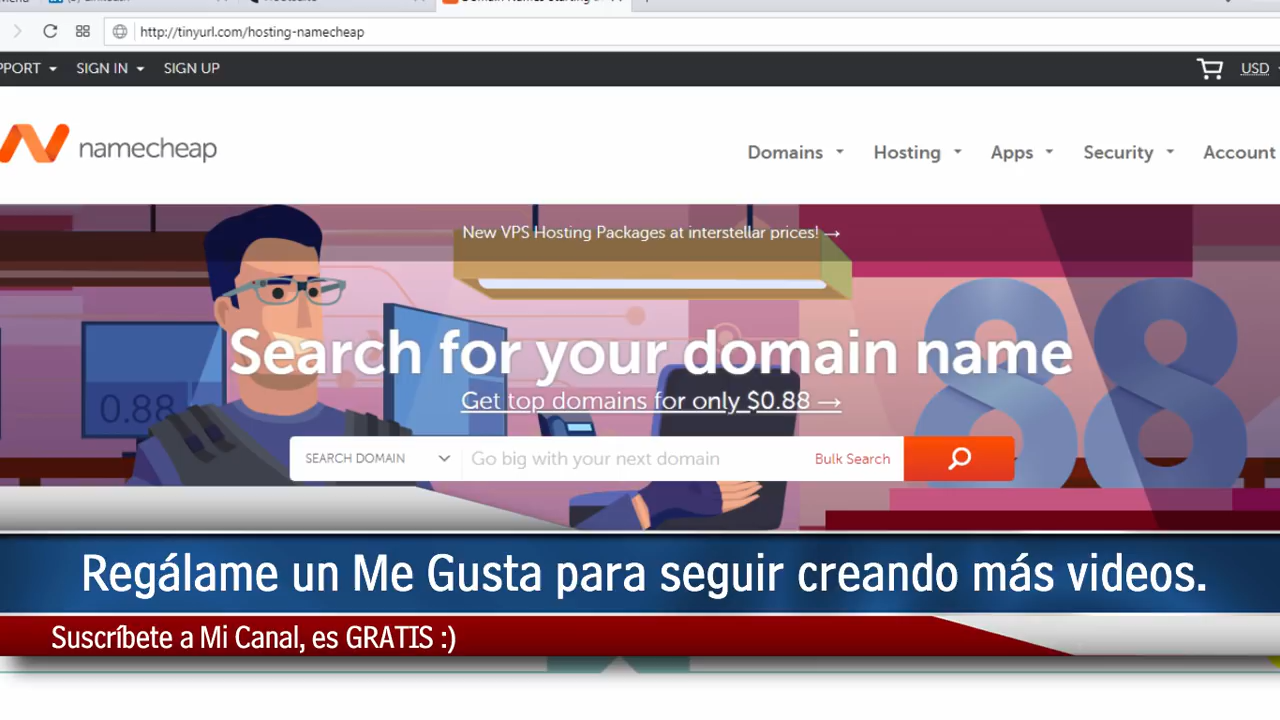 http://tinyurl.com/hosting-namecheap
SIGN IN SIGN UP USD
namecheap
Domains Hosting Apps Security Account
New VPS Hosting Packages at interstellar prices! →
Search for your domain name
Get top domains for only $0.88 →
0.88
88
SEARCH DOMAIN Go big with your next domain Bulk Search
Regálame un Me Gusta para seguir creando más videos.
Suscríbete a Mi Canal, es GRATIS :)